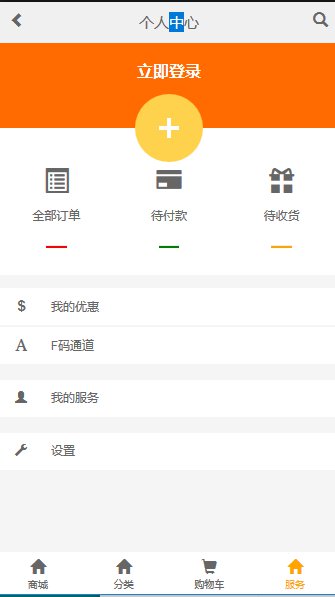 个人中心
立即登录
全部订单 待付款 待收货
我的优惠
F码通道
我的服务
设置
商城 分类 购物车 服务